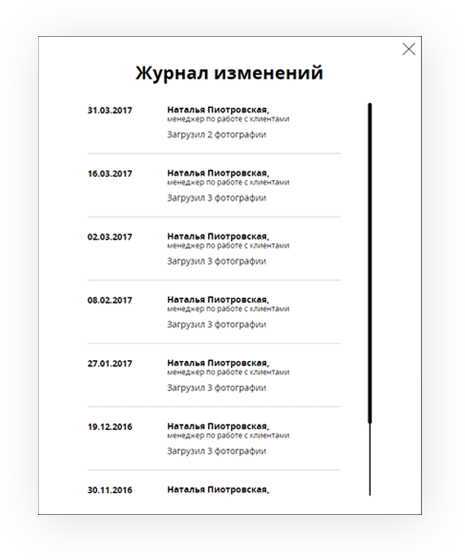 Журнал изменений
31.03.2017 Наталья Пиотровская,
менеджер по работе с клиентами
Загрузил 2 фотографии
16.03.2017 Наталья Пиотровская,
менеджер по работе с клиентами
Загрузил 3 фотографии
02.03.2017 Наталья Пиотровская,
менеджер по работе с клиентами
Загрузил 3 фотографии
08.02.2017 Наталья Пиотровская,
менеджер по работе с клиентами
Загрузил 3 фотографии
27.01.2017 Наталья Пиотровская,
менеджер по работе с клиентами
Загрузил 3 фотографии
19.12.2016 Наталья Пиотровская,
менеджер по работе с клиентами
Загрузил 3 фотографии
30.11.2016 Наталья Пиотровская,